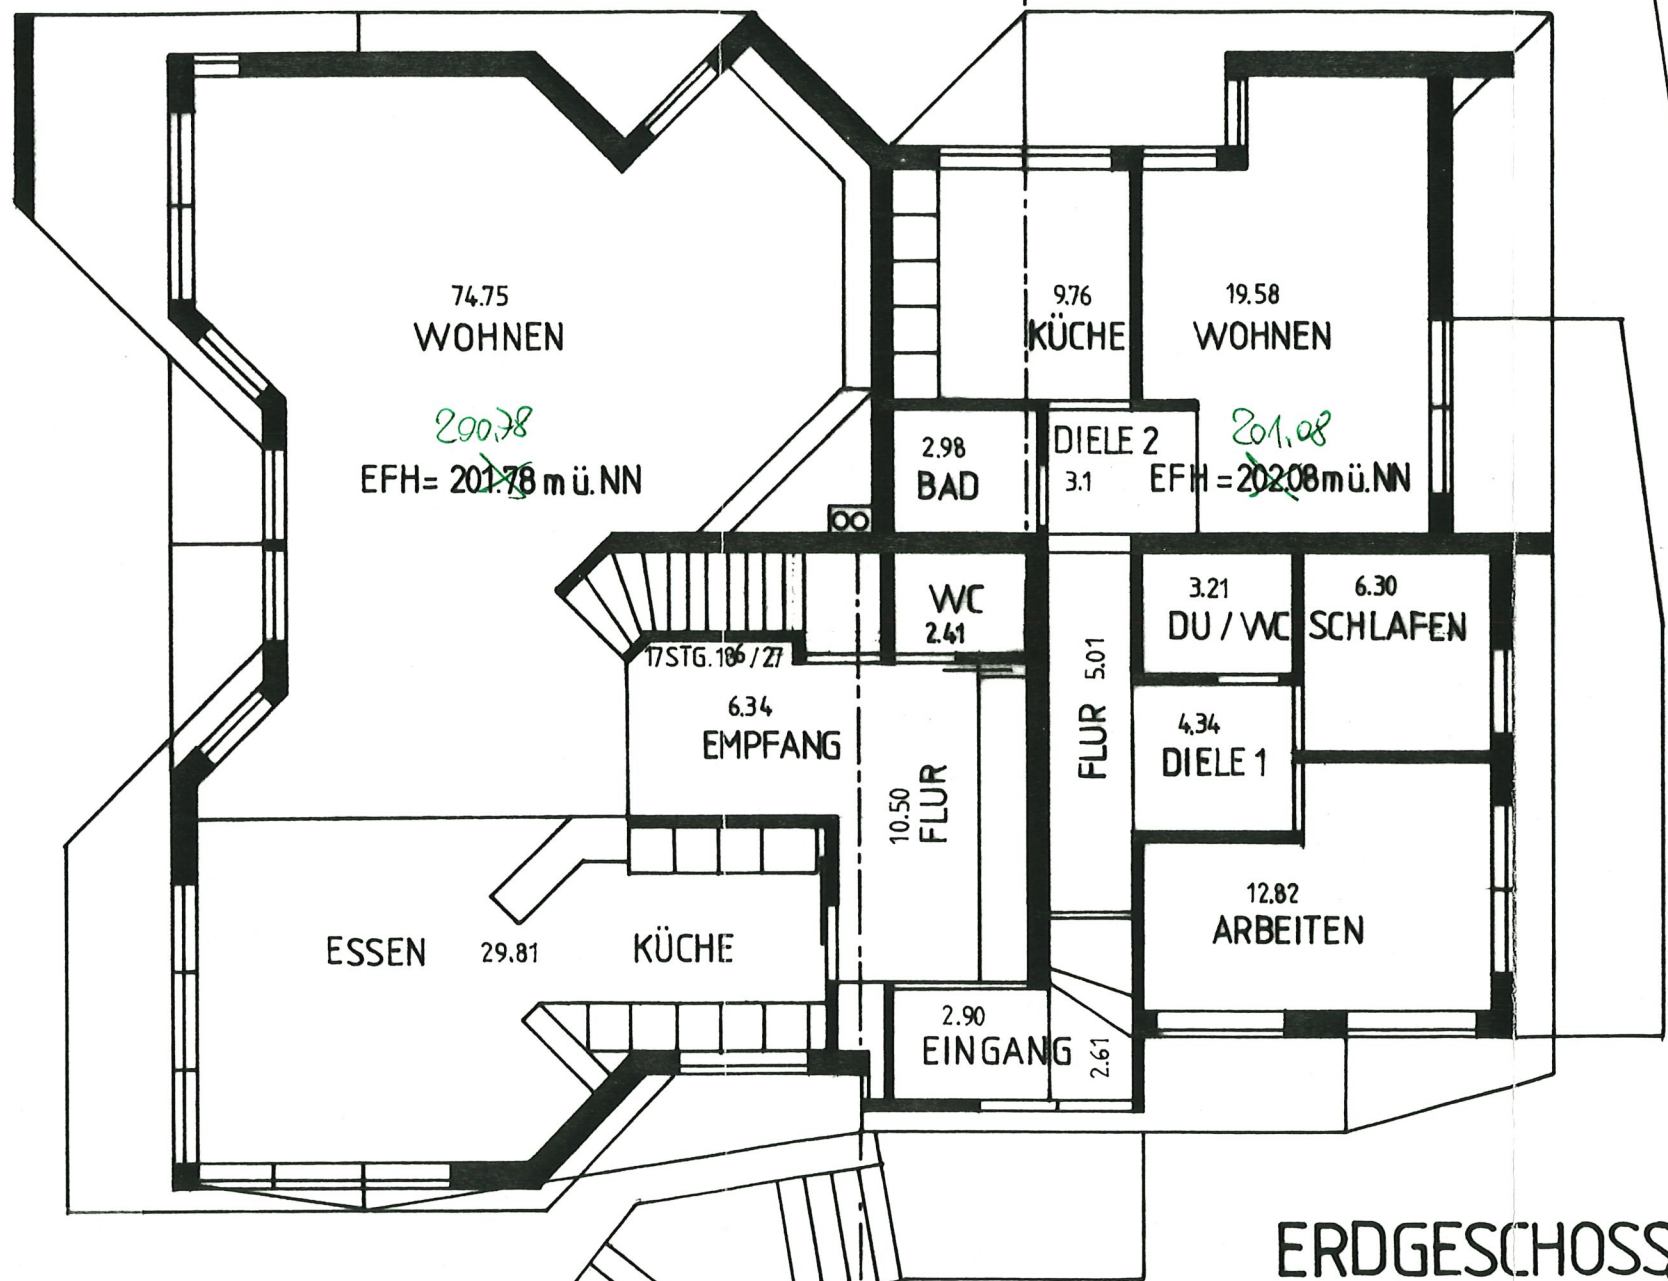 74.75
WOHNEN
200.78
EFH= 201.78 m ü. NN
9.76
KÜCHE
19.58
WOHNEN
2.98
BAD
DIELE 2
3.1
201.08
EFH = 202.08 m ü. NN
WC
2.41
17 STG. 186 / 27
6.34
EMPFANG
10.50
FLUR
FLUR 5.01
3.21
DU / WC
6.30
SCHLAFEN
4.34
DIELE 1
12.82
ARBEITEN
ESSEN 29.81 KÜCHE
2.90
EINGANG
2.61
ERDGESCHOSS